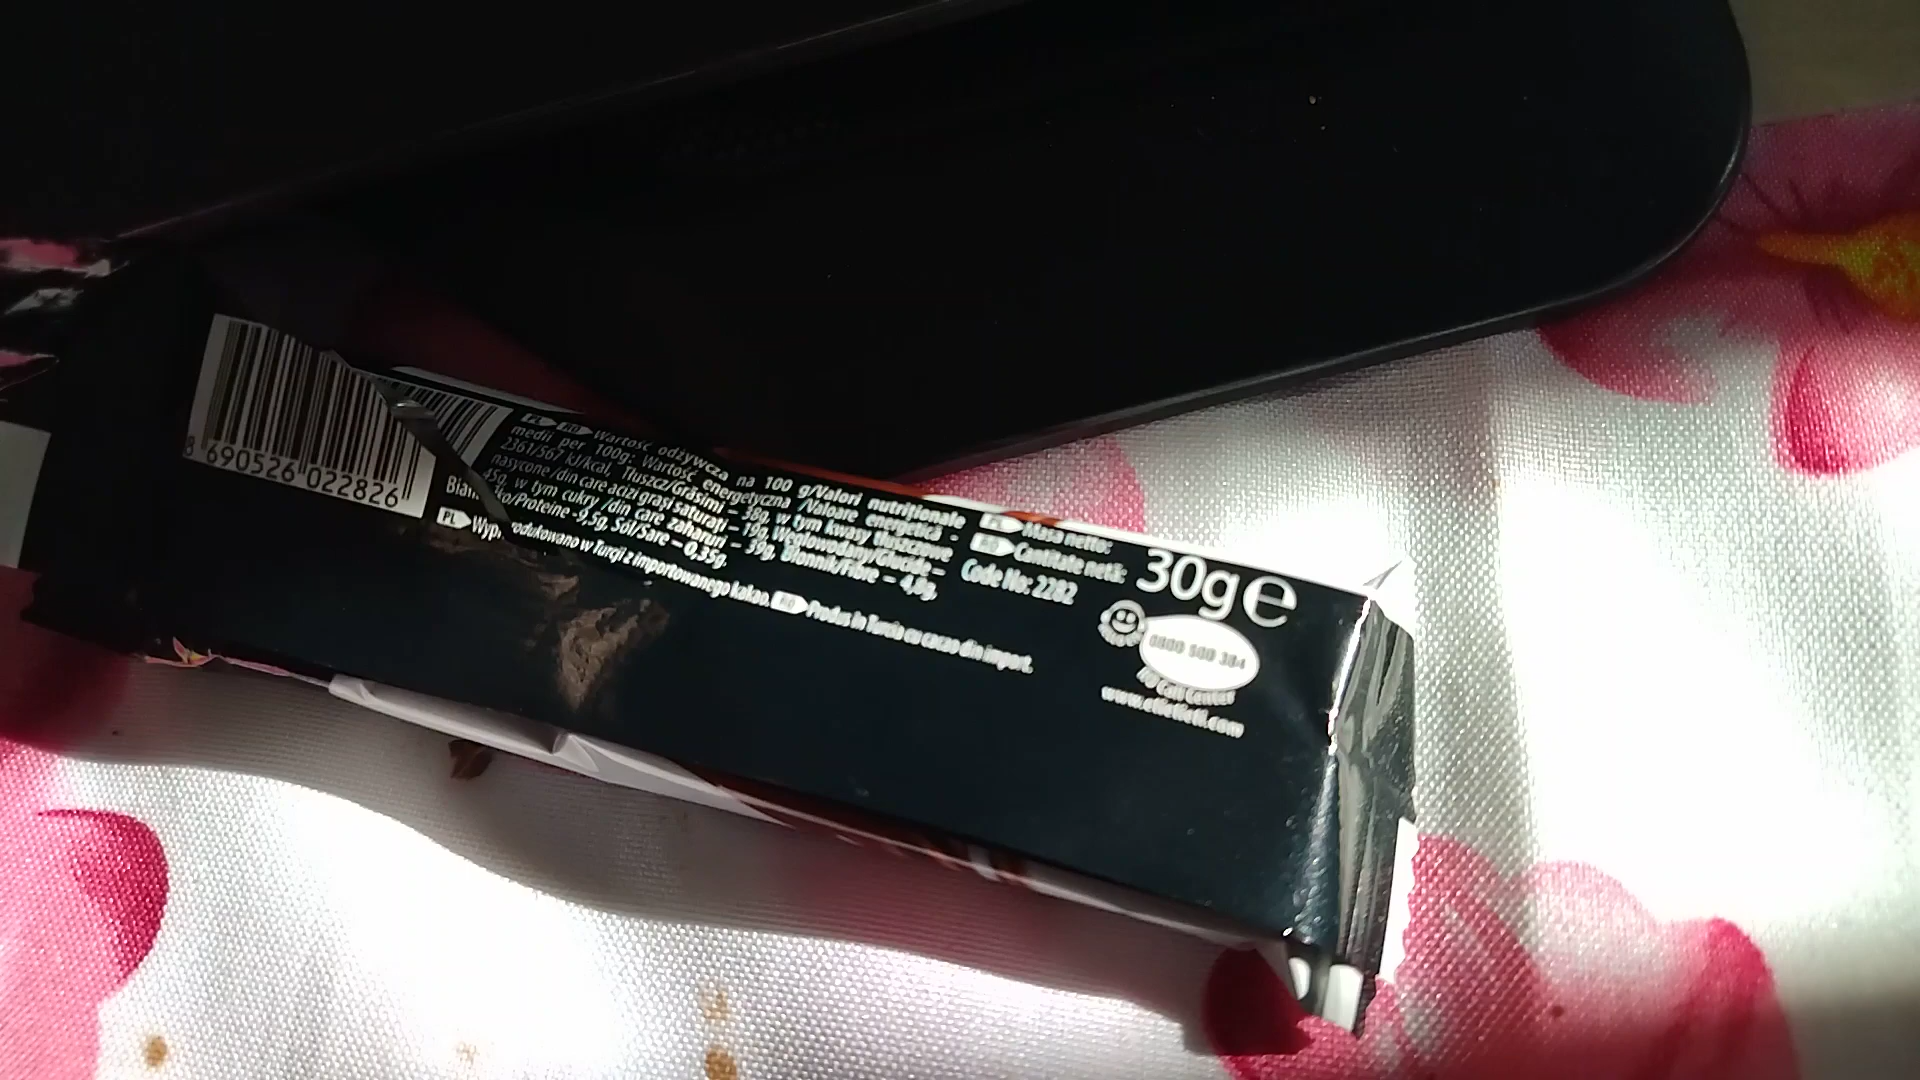 8 690526 022826
PL RO Wartość odżywcza na 100 g/Valori nutriționale
medii per 100g: Wartość energetyczna /Valoare energetică -
2361/567 kJ/kcal, Tłuszcz/Grăsimi – 38g, w tym kwasy tłuszczowe
nasycone /din care acizi grași saturați – 19g, Węglowodany/Glucide –
45g, w tym cukry /din care zaharuri – 39g, Błonnik/Fibre – 4,8g,
/Proteine -9,5g, Sól/Sare – 0,35g.
PL Wyprodukowano w Turcji z importowanego kakao. RO Produs în Turcia cu cacao din import.
PL Masa netto:
RO Cantitate netă:
30g e
Code No: 2282
0800 500 384
Call Center
www.etietieti.com